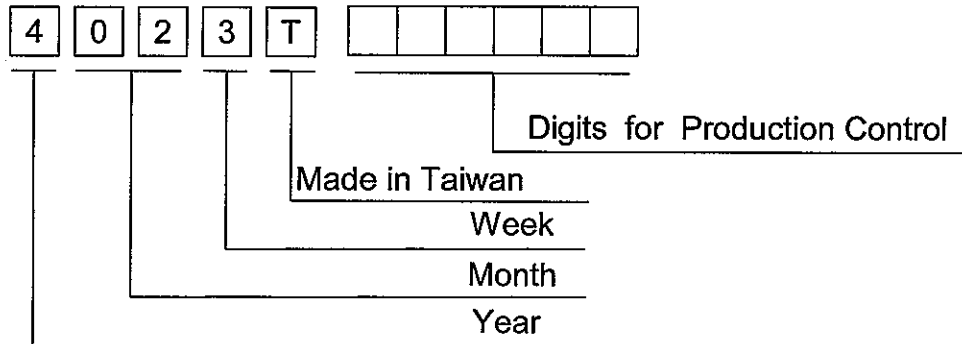 4 0 2 3 T
Digits for Production Control
Made in Taiwan
Week
Month
Year